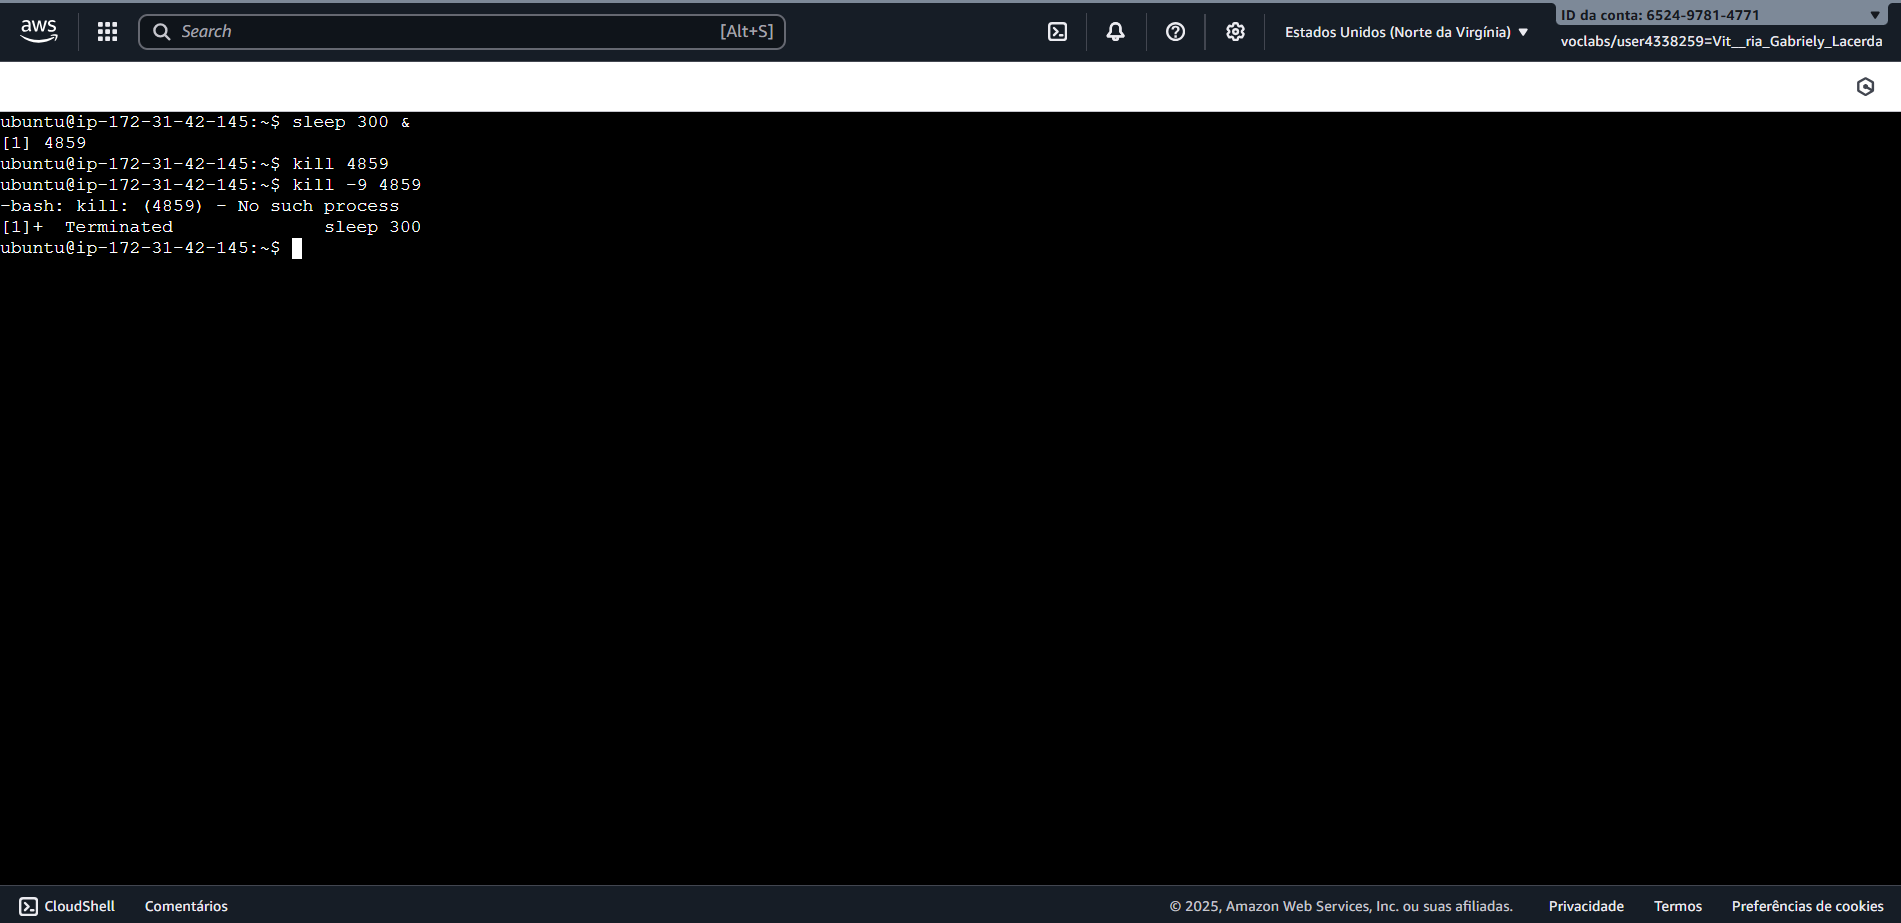 aws
Search [Alt+S]
Estados Unidos (Norte da Virgínia) ▼
ID da conta: 6524-9781-4771 ▼
voclabs/user4338259=Vit__ria_Gabriely_Lacerda
ubuntu@ip-172-31-42-145:~$ sleep 300 &
[1] 4859
ubuntu@ip-172-31-42-145:~$ kill 4859
ubuntu@ip-172-31-42-145:~$ kill -9 4859
-bash: kill: (4859) - No such process
[1]+  Terminated              sleep 300
ubuntu@ip-172-31-42-145:~$
CloudShell Comentários © 2025, Amazon Web Services, Inc. ou suas afiliadas. Privacidade Termos Preferências de cookies